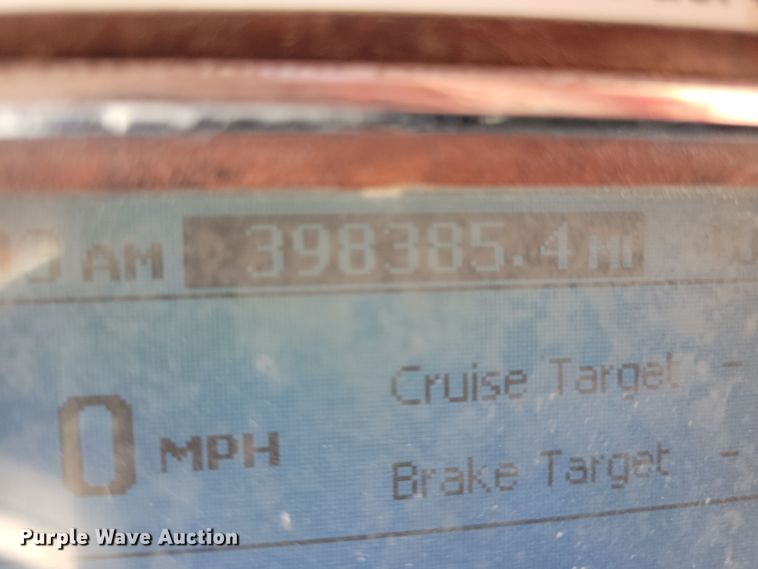 AM 398385.4 MI
Cruise Target -
0 MPH
Brake Target -
Purple Wave Auction